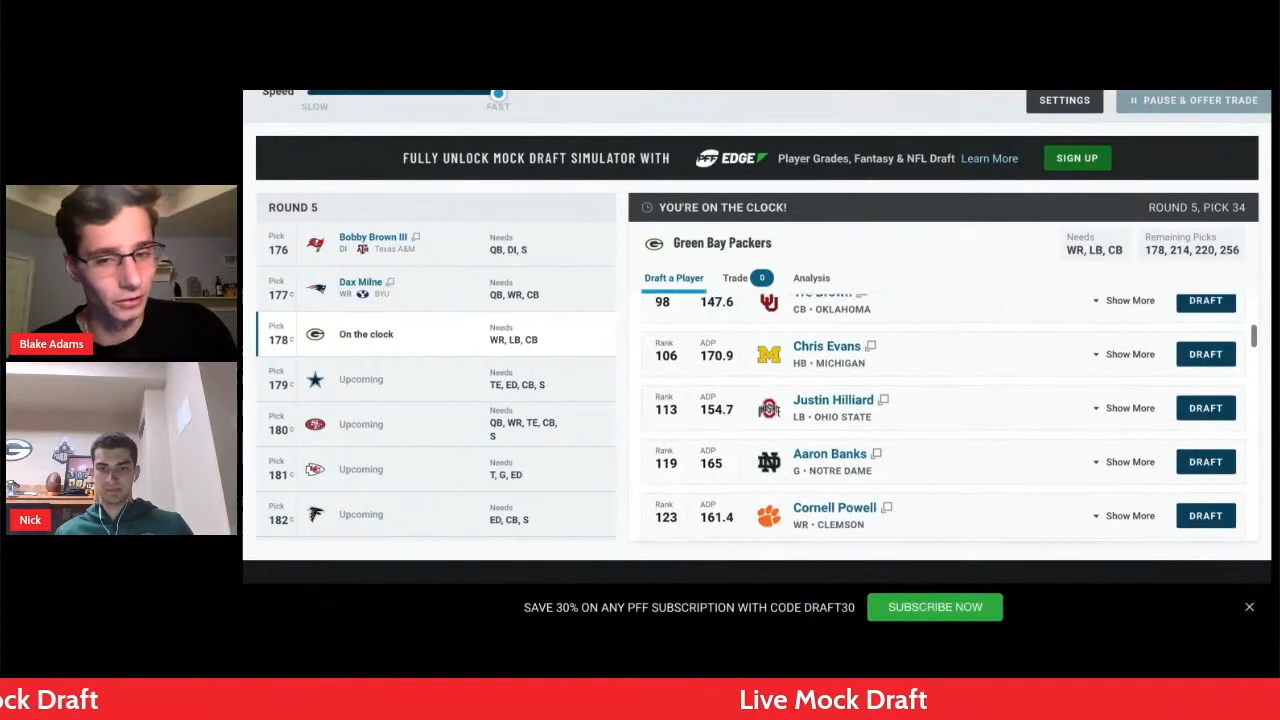 Speed
SLOW
FAST
SETTINGS
PAUSE & OFFER TRADE
FULLY UNLOCK MOCK DRAFT SIMULATOR WITH
PFF EDGE
Player Grades, Fantasy & NFL Draft Learn More
SIGN UP
ROUND 5
Pick
176
Bobby Brown III
DI Texas A&M
Needs
QB, DI, S
Pick
177 C
Dax Milne
WR BYU
Needs
QB, WR, CB
Pick
178 C
On the clock
Needs
WR, LB, CB
Pick
179 C
Upcoming
Needs
TE, ED, CB, S
Pick
180 C
Upcoming
Needs
QB, WR, TE, CB,
S
Pick
181 C
Upcoming
Needs
T, G, ED
Pick
182 C
Upcoming
Needs
ED, CB, S
YOU'RE ON THE CLOCK!
ROUND 5, PICK 34
Green Bay Packers
Needs
WR, LB, CB
Remaining Picks
178, 214, 220, 256
Draft a Player
Trade 0
Analysis
98
147.6
CB • OKLAHOMA
Show More
DRAFT
Rank
106
ADP
170.9
Chris Evans
HB • MICHIGAN
Show More
DRAFT
Rank
113
ADP
154.7
Justin Hilliard
LB • OHIO STATE
Show More
DRAFT
Rank
119
ADP
165
Aaron Banks
G • NOTRE DAME
Show More
DRAFT
Rank
123
ADP
161.4
Cornell Powell
WR • CLEMSON
Show More
DRAFT
Blake Adams
Nick
SAVE 30% ON ANY PFF SUBSCRIPTION WITH CODE DRAFT30
SUBSCRIBE NOW
ock Draft
Live Mock Draft